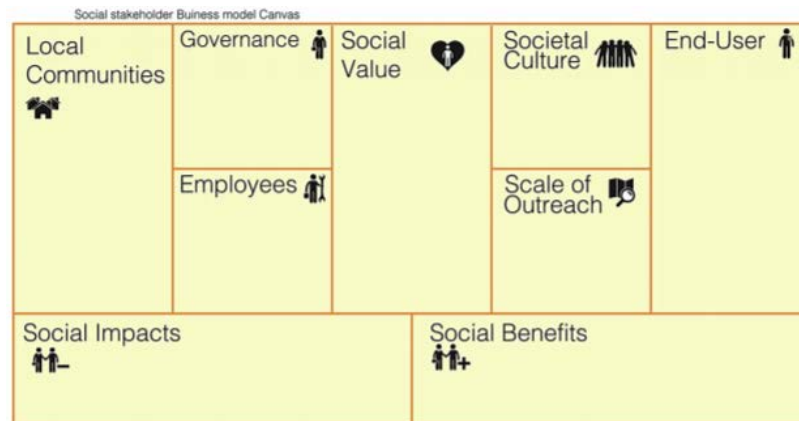 Social stakeholder Buiness model Canvas
Local
Communities
Governance
Employees
Social
Value
Societal
Culture
Scale of
Outreach
End-User
Social Impacts
Social Benefits